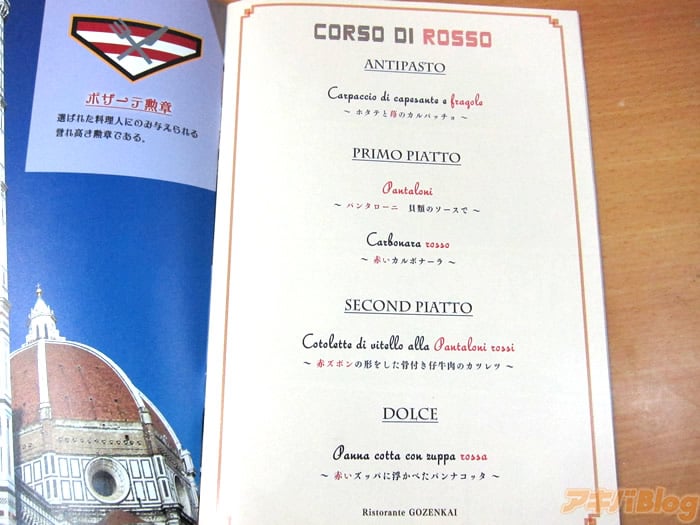 ポザーテ勲章
選ばれた料理人にのみ与えられる
誉れ高き勲章である。
CORSO DI ROSSO
ANTIPASTO
Carpaccio di capesante e fragole
～ ホタテと苺のカルパッチョ ～
PRIMO PIATTO
Pantaloni
～ パンタローニ 貝類のソースで ～
Carbonara rosso
～ 赤いカルボナーラ ～
SECOND PIATTO
Cotoletta di vitello alla Pantaloni rossi
～ 赤ズボンの形をした骨付き仔牛肉のカツレツ ～
DOLCE
Panna cotta con zuppa rossa
～ 赤いズッパに浮かべたパンナコッタ ～
Ristorante GOZENKAI
アキバBlog